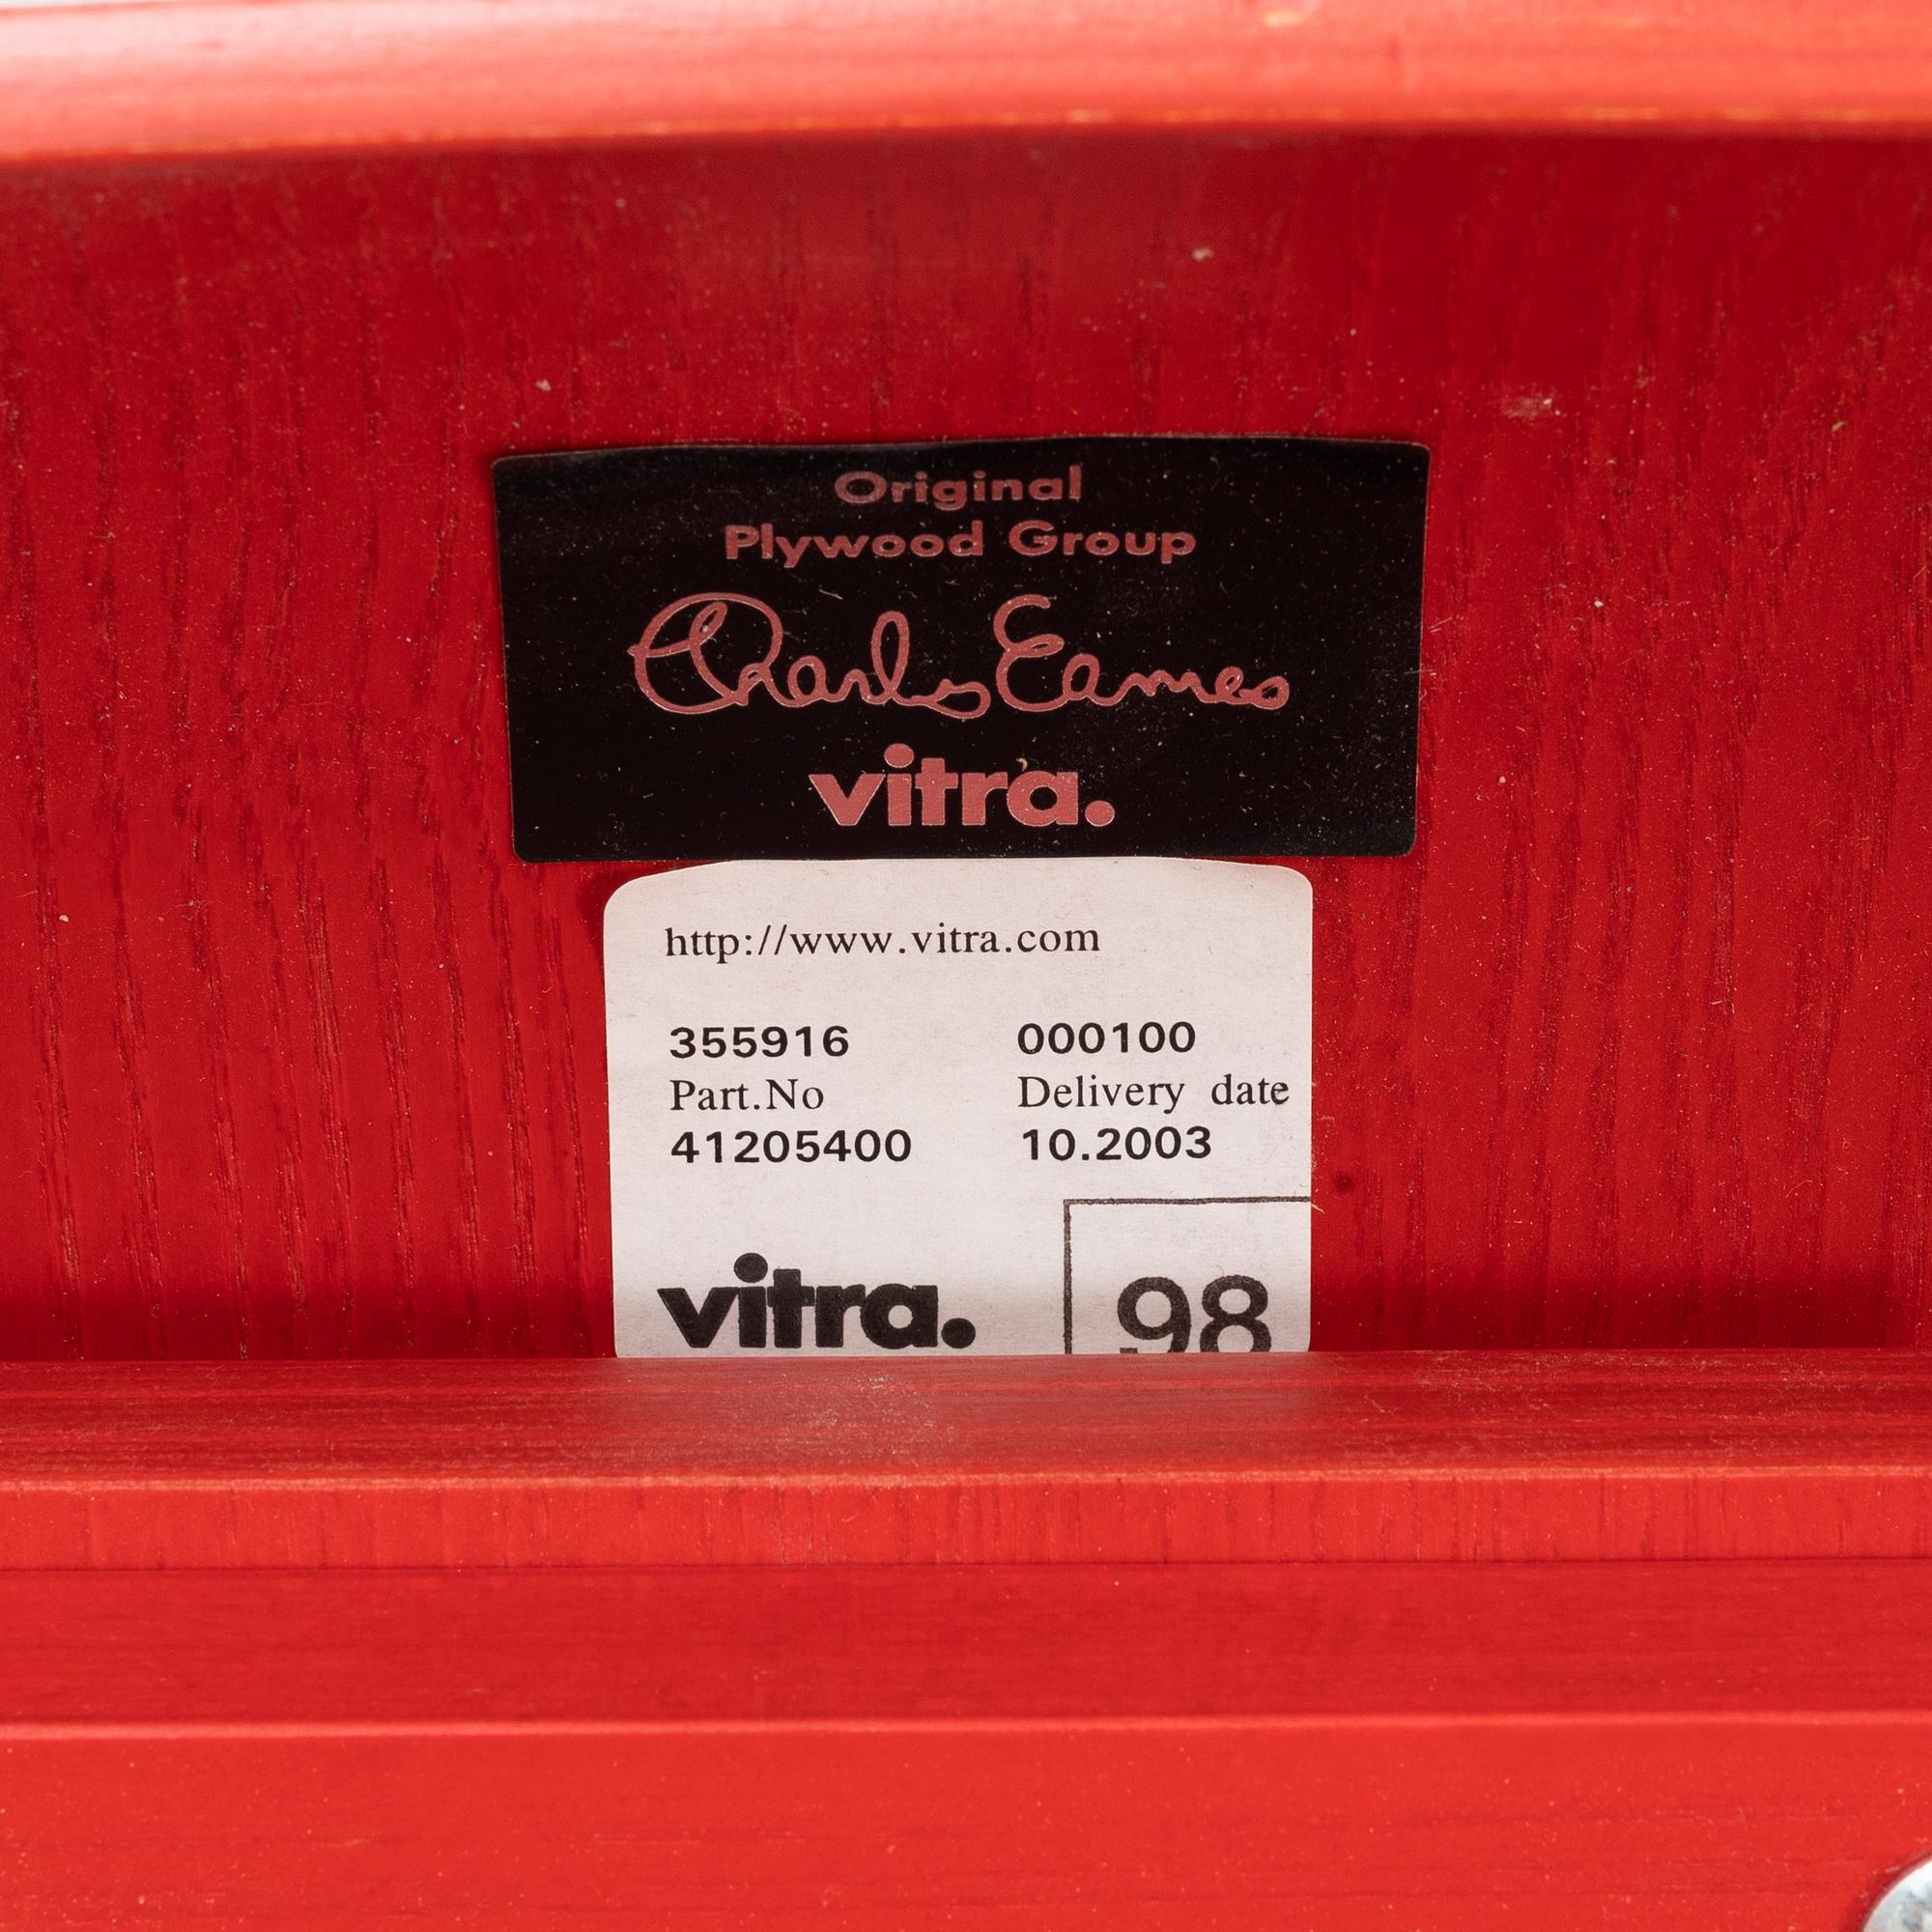 Original
Plywood Group
Charles Eames
vitra.
http://www.vitra.com
355916 000100
Part.No Delivery date
41205400 10.2003
vitra. 98